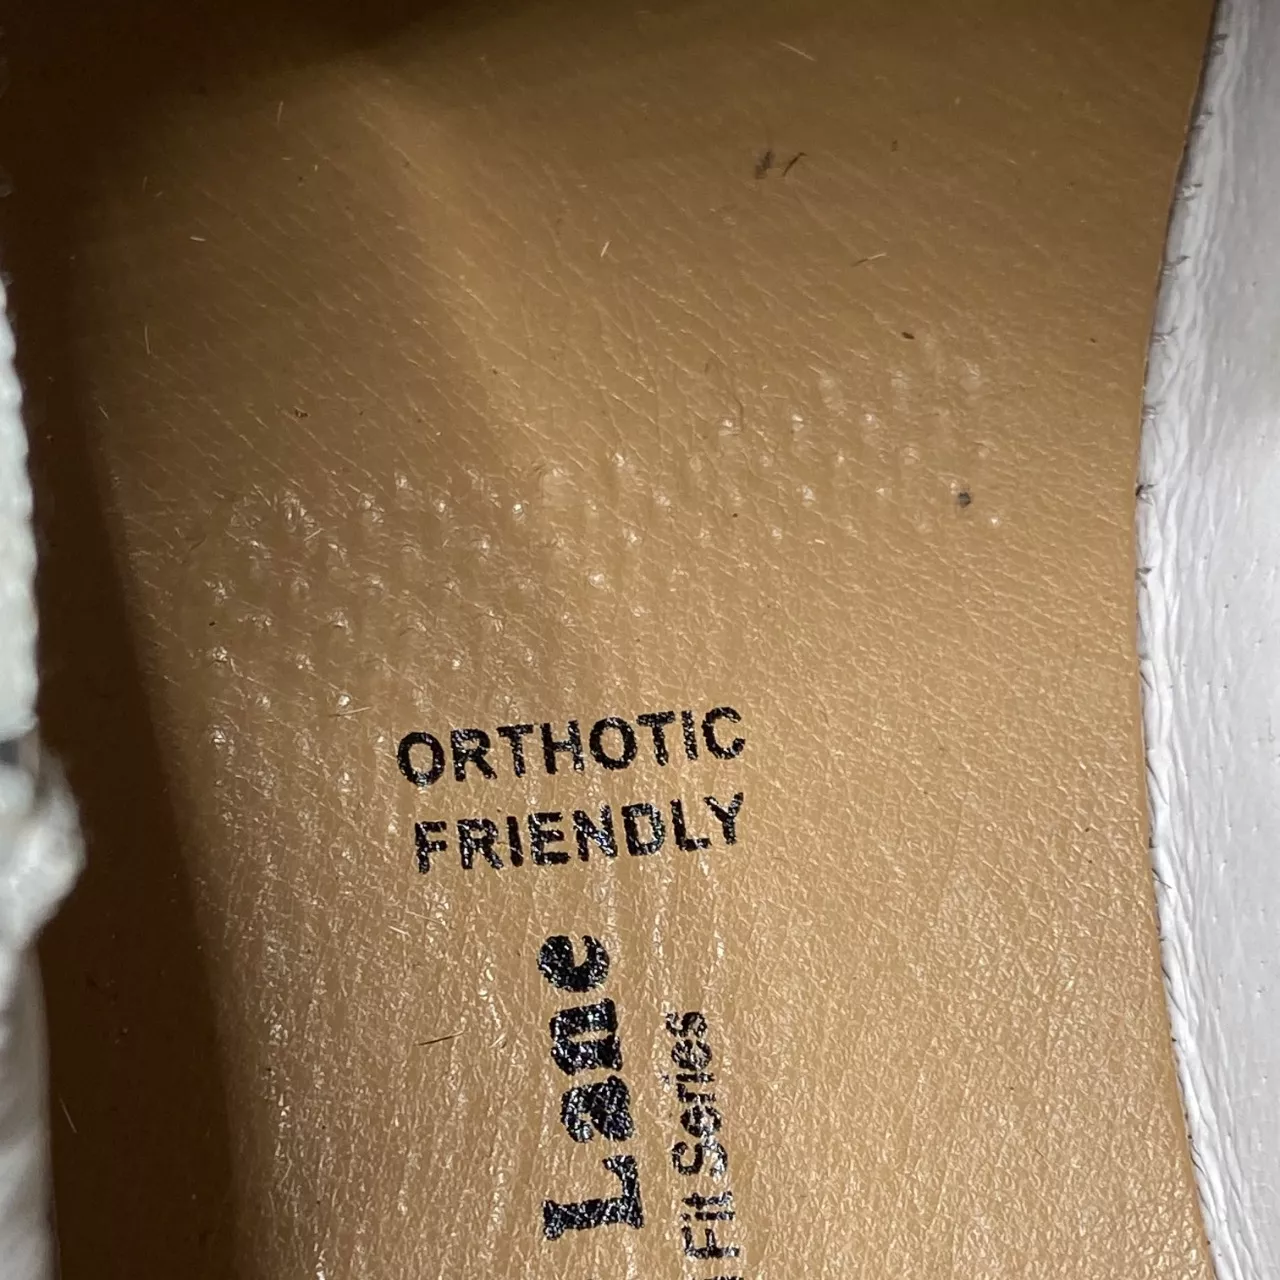 ORTHOTIC
FRIENDLY
Lane
Fit Series